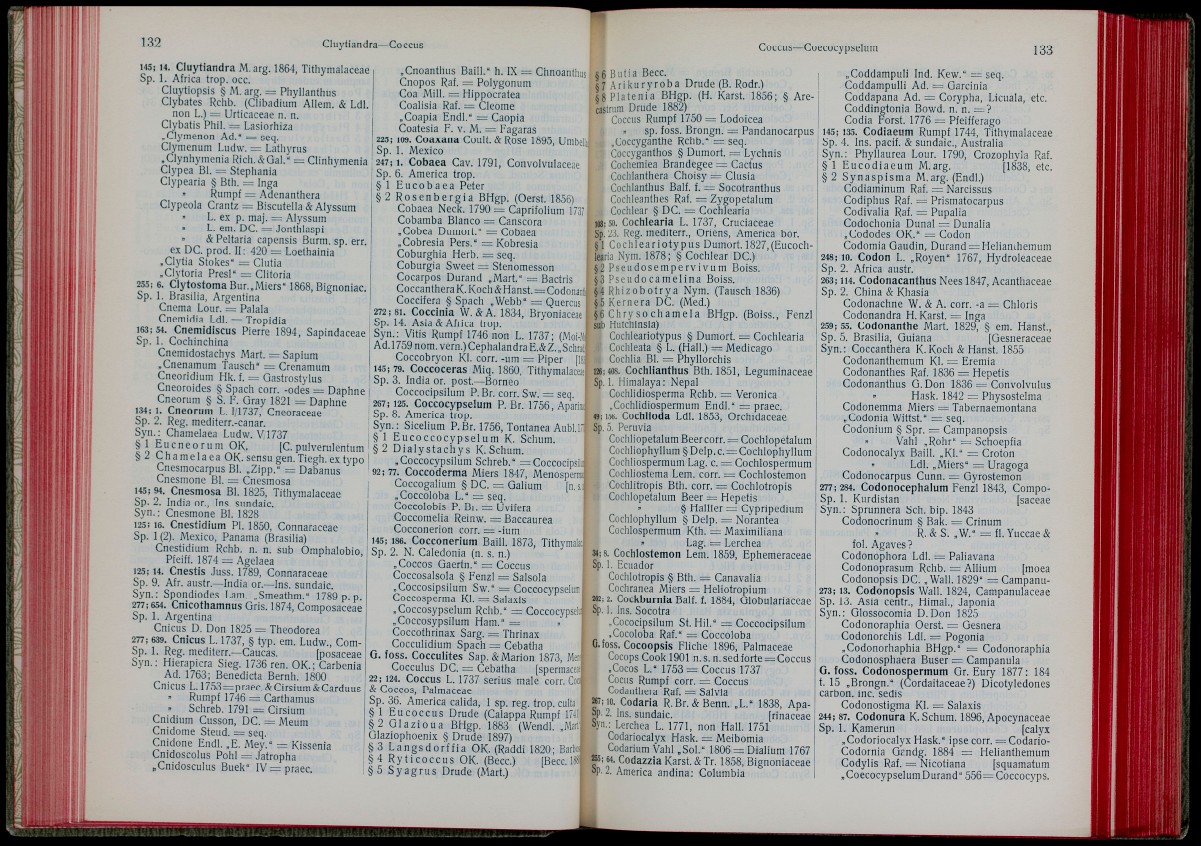 132
Cluytiandra—Coccus
145; 14. Cluytiandra M. arg. 1864, Tithymalaceae
Sp. 1. Africa trop. occ.
Cluytiopsis § M. arg. = Phyllanthus
Clybates Rchb. (Clibadium Allem. & Ldl.
non L.) = Urticaceae n. n.
Clybatis Phil. = Lasiorhiza
„Clymenon Ad.“ = seq.
Clymenum Ludw. = Lathyrus
„Clynhymenia Rich. & Gal.“ = Clinhymenia
Clypea Bl. = Stephania
Clypearia § Bth. = Inga
„ Rumpf = Adenanthera
Clypeola Crantz = Biscutella & Alyssum
„ L. ex p. maj. = Alyssum
„ L. em. DC. = Jonthlaspi
„ & Peltaria capensis Burm. sp. err.
ex DC. prod. II: 420 = Loethainia
„Clytia Stokes“ = Clutia
„Clytoria Presl“ = Clitoria
255; 6. Clytostoma Bur. „Miers“ 1868, Bignoniac.
Sp. 1. Brasilia, Argentina
Cnema Lour. = Palala
Cnemidia Ldl. = Tropidia
163; 54. Cnemidiscus Pierre 1894, Sapindaceae
Sp. 1. Cochinchina
Cnemidostachys Mart. = Sapium
„Cnenamum Tausch“ = Crenamum
Cneoridium Hk. f. = Gastrostylus
Cneoroides § Spach corr. -odes = Daphne
Cneorum § S. F. Gray 1821 = Daphne
134; 1. Cneorum L. I/1737, Cneoraceae
Sp. 2. Reg. mediterr.-canar.
Syn.: Chamelaea Ludw. V 1737
§ 1 Eucneorum OK. [C. pulverulentum
§ 2 Chamelaea OK. sensu gen. Tiegh. ex typo
Cnesmocarpus Bl. „Zipp.“ = Dabanus
Cnesmone Bl. = Cnesmosa
145; 94. Cnesmosa Bl. 1825, Tithymalaceae
Sp. 2. India or., Ins. sundaic.
Syn.: Cnesmone Bl. 1828
125; 16. Cnestidium Pl. 1850, Connaraceae
Sp. 1 (2). Mexico, Panama (Brasilia)
Cnestidium Rchb. n. n. sub Omphalobio,
Pfeiff. 1874 = Agelaea
125; 14. Cnestis Juss. 1789, Connaraceae
Sp. 9. Afr. austr.—India or.—Ins. sundaic.
Syn.: Spondiodes Lam. „Smeathm.“ 1789 p. p.
277; 654. Cnicothamnus Gris. 1874, Composaceae
Sp. 1. Argentina
Cnicus D. Don 1825 = Theodorea
277; 639. Cnicus L. 1737, § typ. em. Ludw., Com-
Sp. 1. Reg. mediterr.—Caucas. [posaceae
Syn.: Hierapicra Sieg. 1736 ren. OK.; Carbenia
Ad. 1763; Benedicta Bernh. 1800
Cnicus L. 1753 = praec. & Cirsium & Carduus
„ Rumpf 1746 = Carthamus
„ Schreb. 1791 = Cirsium
Cnidium Cusson, DC. = Meum
Cnidome Steud. = seq.
Cnidone Endl. „E. Mey.“ = Kissenia
Cnidoscolus Pohl = Jatropha
„Cnidosculus Buek“ IV = praec.
„Cnoanthus Baill.“ h. IX = Chnoanthus
Cnopos Raf. = Polygonum
Coa Mill. = Hippocratea
Coalisia Raf. = Cleome
„Coapia Endl.“ = Caopia
Coatesia F. v. M. = Fagaras
225; 109. Coaxana Coult. & Rose 1895, Umbel
Sp. 1. Mexico
247; 1. Cobaea Cav. 1791, Convolvulaceae
Sp. 6. America trop.
§ 1 Eucobaea Peter
§ 2 Rosenbergia BHgp. (Oerst. 1856)
Cobaea Neck. 1790 = Caprifolium 1737
Cobamba Blanco = Canscora
„Cobea Dumort.“ = Cobaea
„Cobresia Pers.“ = Kobresia
Coburghia Herb. = seq.
Coburgia Sweet = Stenomesson
Cocarpos Durand „Mart.“ = Bactris
Coccanthera K. Koch & Hanst. = Codonant
Coccifera § Spach „Webb“ = Quercus
272; 81. Coccinia W. & A. 1834, Bryoniaceae
Sp. 14. Asia & Africa trop.
Syn.: Vitis Rumpf 1746 non L. 1737; (Moi-
Ad. 1759 nom. vern.) Cephalandra E. & Z. „Schrad
Coccobryon Kl. corr. -um = Piper
145; 79. Coccoceras Miq. 1860, Tithymalaceae
Sp. 3. India or. post.—Borneo
Coccocipsilum P. Br. corr. Sw. = seq.
267; 125. Coccocypselum P. Br. 1756, Aparin
Sp. 8. America trop.
Syn.: Sicelium P. Br. 1756, Tontanea Aubl.
§ 1 Eucoccocypselum K. Schum.
§ 2 Dialystachys K. Schum.
„Coccocypsilum Schreb.“ = Coccocipsi
92; 77. Coccoderma Miers 1847, Menosperm
Coccogalium § DC. = Galium [n. s.
„Coccoloba L.“ = seq.
Coccolobis P. Br. = Uvifera
Coccomelia Reinw. = Baccaurea
Cocconerion corr. = -ium
145; 186. Cocconerium Baill. 1873, Tithymalac
Sp. 2. N. Caledonia (n. s. n.)
„Coccos Gaertn.“ = Coccus
Coccosalsola § Fenzl = Salsola
„Coccosipsilum Sw.“ = Coccocypselum
Coccosperma Kl. = Salaxis
„Coccosypselum Rchb.“ = Coccocypsel
„Coccosypsilum Ham.“ = „
Coccothrinax Sarg. = Thrinax
Cocculidium Spach = Cebatha
G. foss. Cocculites Sap. & Marion 1873, Men
Cocculus DC. = Cebatha [spermaceae
22; 124. Coccus L. 1737 serius male corr. Coc
& Coceos, Palmaceae
Sp. 36. America calida, 1 sp. reg. trop. culta
§ 1 Eucoccus Drude (Calappa Rumpf 174
§ 2 Glazioua BHgp. 1883 (Wendl. „Mart.“
Glaziophoenix § Drude 1897)
§ 3 Langsdorffia OK. (Raddi 1820; Barbo
§ 4 Ryticoccus OK. (Becc.) [Becc. 188
§ 5 Syagrus Drude (Mart.)
Coccus—Coecocypselum
133
§ 6 Butia Becc.
§ 7 Arikuryroba Drude (B. Rodr.)
§ 8 Platenia BHgp. (H. Karst. 1856; § Are-
castrum Drude 1882)
Coccus Rumpf 1750 = Lodoicea
„ sp. foss. Brongn. = Pandanocarpus
„Coccyganthe Rchb.“ = seq.
Coccyganthos § Dumort. = Lychnis
Cochemiea Brandegee = Cactus
Cochlanthera Choisy = Clusia
Cochlanthus Balf. f. = Socotranthus
Cochleanthes Raf. = Zygopetalum
Cochlear § DC. = Cochlearia
103; 50. Cochlearia L. 1737, Cruciaceae
Sp. 23. Reg. mediterr., Oriens, America bor.
§ 1 Cochleariotypus Dumort. 1827, (Eucoch-
learia Nym. 1878; § Cochlear DC.)
§ 2 Pseudosempervivum Boiss.
§ 3 Pseudocamelina Boiss.
§ 4 Rhizobotrya Nym. (Tausch 1836)
§ 5 Kernera DC. (Med.)
§ 6 Chrysochamela BHgp. (Boiss., Fenzl
sub Hutchinsia)
Cochleariotypus § Dumort. = Cochlearia
Cochleata § L. (Hall.) = Medicago
Cochlia Bl. = Phyllorchis
126; 408. Cochlianthus Bth. 1851, Leguminaceae
Sp. 1. Himalaya: Nepal
Cochlidiosperma Rchb. = Veronica
„Cochlidiospermum Endl.“ = praec.
49; 156. Cochlioda Ldl. 1853, Orchidaceae
Sp. 5. Peruvia
Cochliopetalum Beer corr. = Cochlopetalum
Cochliophyllum § Delp. c. = Cochlophyllum
Cochliospermum Lag. c. = Cochlospermum
Cochliostema Lem. corr. = Cochlostemon
Cochlitropis Bth. corr. = Cochlotropis
Cochlopetalum Beer = Hepetis
„ § Hallier = Cypripedium
Cochlophyllum § Delp. = Norantea
Cochlospermum Kth. = Maximiliana
„ Lag. = Lerchea
34; 8. Cochlostemon Lem. 1859, Ephemeraceae
Sp. 1. Ecuador
Cochlotropis § Bth. = Canavalia
Cochranea Miers = Heliotropium
262; 2. Cockburnia Balf. f. 1884, Globulariaceae
Sp. 1. Ins. Socotra
„Cococipsilum St. Hil.“ = Coccocipsilum
„Cocoloba Raf.“ = Coccoloba
G. foss. Cocoopsis Fliche 1896, Palmaceae
Cocops Cook 1901 n. s. n. sed forte = Coccus
„Cocos L.“ 1753 = Coccus 1737
Cocus Rumpf corr. = Coccus
Codanthera Raf. = Salvia
267; 10. Codaria R. Br. & Benn. „L.“ 1838, Apa-
Sp. 2. Ins. sundaic. [rinaceae
Syn.: Lerchea L. 1771, non Hall. 1751
Codariocalyx Hask. = Meibomia
Codarium Vahl „Sol.“ 1806 = Dialium 1767
255; 64. Codazzia Karst. & Tr. 1858, Bignoniaceae
Sp. 2. America andina: Columbia
„Coddampuli Ind. Kew.“ = seq.
Coddampulli Ad. = Garcinia
Coddapana Ad. = Corypha, Licuala, etc.
Coddingtonia Bowd. n. n. = ?
Codia Forst. 1776 = Pfeifferago
145; 135. Codiaeum Rumpf 1744, Tithymalaceae
Sp. 4. Ins. pacif. & sundaic., Australia
Syn.: Phyllaurea Lour. 1790, Crozophyla Raf.
§ 1 Eucodiaeum M. arg. [1838, etc.
§ 2 Synaspisma M. arg. (Endl.)
Codiaminum Raf. = Narcissus
Codiphus Raf. = Prismatocarpus
Codivalia Raf. = Pupalia
Codochonia Dunal = Dunalia
„Cododes OK.“ = Codon
Codomia Gaudin, Durand = Helianthemum
248; 10. Codon L. „Royen“ 1767, Hydroleaceae
Sp. 2. Africa austr.
263; 114. Codonacanthus Nees 1847, Acanthaceae
Sp. 2. China & Khasia
Codonachne W. & A. corr. -a = Chloris
Codonandra H. Karst. = Inga
259; 55. Codonanthe Mart. 1829, § em. Hanst.,
Sp. 5. Brasilia, Guiana [Gesneraceae
Syn.: Coccanthera K. Koch & Hanst. 1855
Codonanthemum Kl. = Eremia
Codonanthes Raf. 1836 = Hepetis
Codonanthus G. Don 1836 = Convolvulus
„ Hask. 1842 = Physostelma
Codonemma Miers = Tabernaemontana
„Codonia Wittst.“ = seq.
Codonium § Spr. = Campanopsis
„ Vahl „Rohr“ = Schoepfia
Codonocalyx Baill. „Kl.“ = Croton
„ Ldl. „Miers“ = Uragoga
Codonocarpus Cunn. = Gyrostemon
277; 284. Codonocephalum Fenzl 1843, Compo-
Sp. 1. Kurdistan [saceae
Syn.: Sprunnera Sch. bip. 1843
Codonocrinum § Bak. = Crinum
„ R. & S. „W.“ = fl. Yuccae &
fol. Agaves?
Codonophora Ldl. = Paliavana
Codonoprasum Rchb. = Allium [moea
Codonopsis DC. „Wall. 1829“ = Campanu-
273; 13. Codonopsis Wall. 1824, Campanulaceae
Sp. 13. Asia centr., Himal., Japonia
Syn.: Glossocomia D. Don 1825
Codonoraphia Oerst. = Gesnera
Codonorchis Ldl. = Pogonia
„Codonorhaphia BHgp.“ = Codonoraphia
Codonosphaera Buser = Campanula
G. foss. Codonospermum Gr. Eury 1877: 184
t. 15 „Brongn.“ (Cordaitaceae?) Dicotyledones
carbon. inc. sedis
Codonostigma Kl. = Salaxis
244; 87. Codonura K. Schum. 1896, Apocynaceae
Sp. 1. Kamerun [calyx
„Codoriocalyx Hask.“ ipse corr. = Codario-
Codornia Gendg. 1884 = Helianthemum
Codylis Raf. = Nicotiana [squamatum
„Coecocypselum Durand“ 556 = Coccocyps.